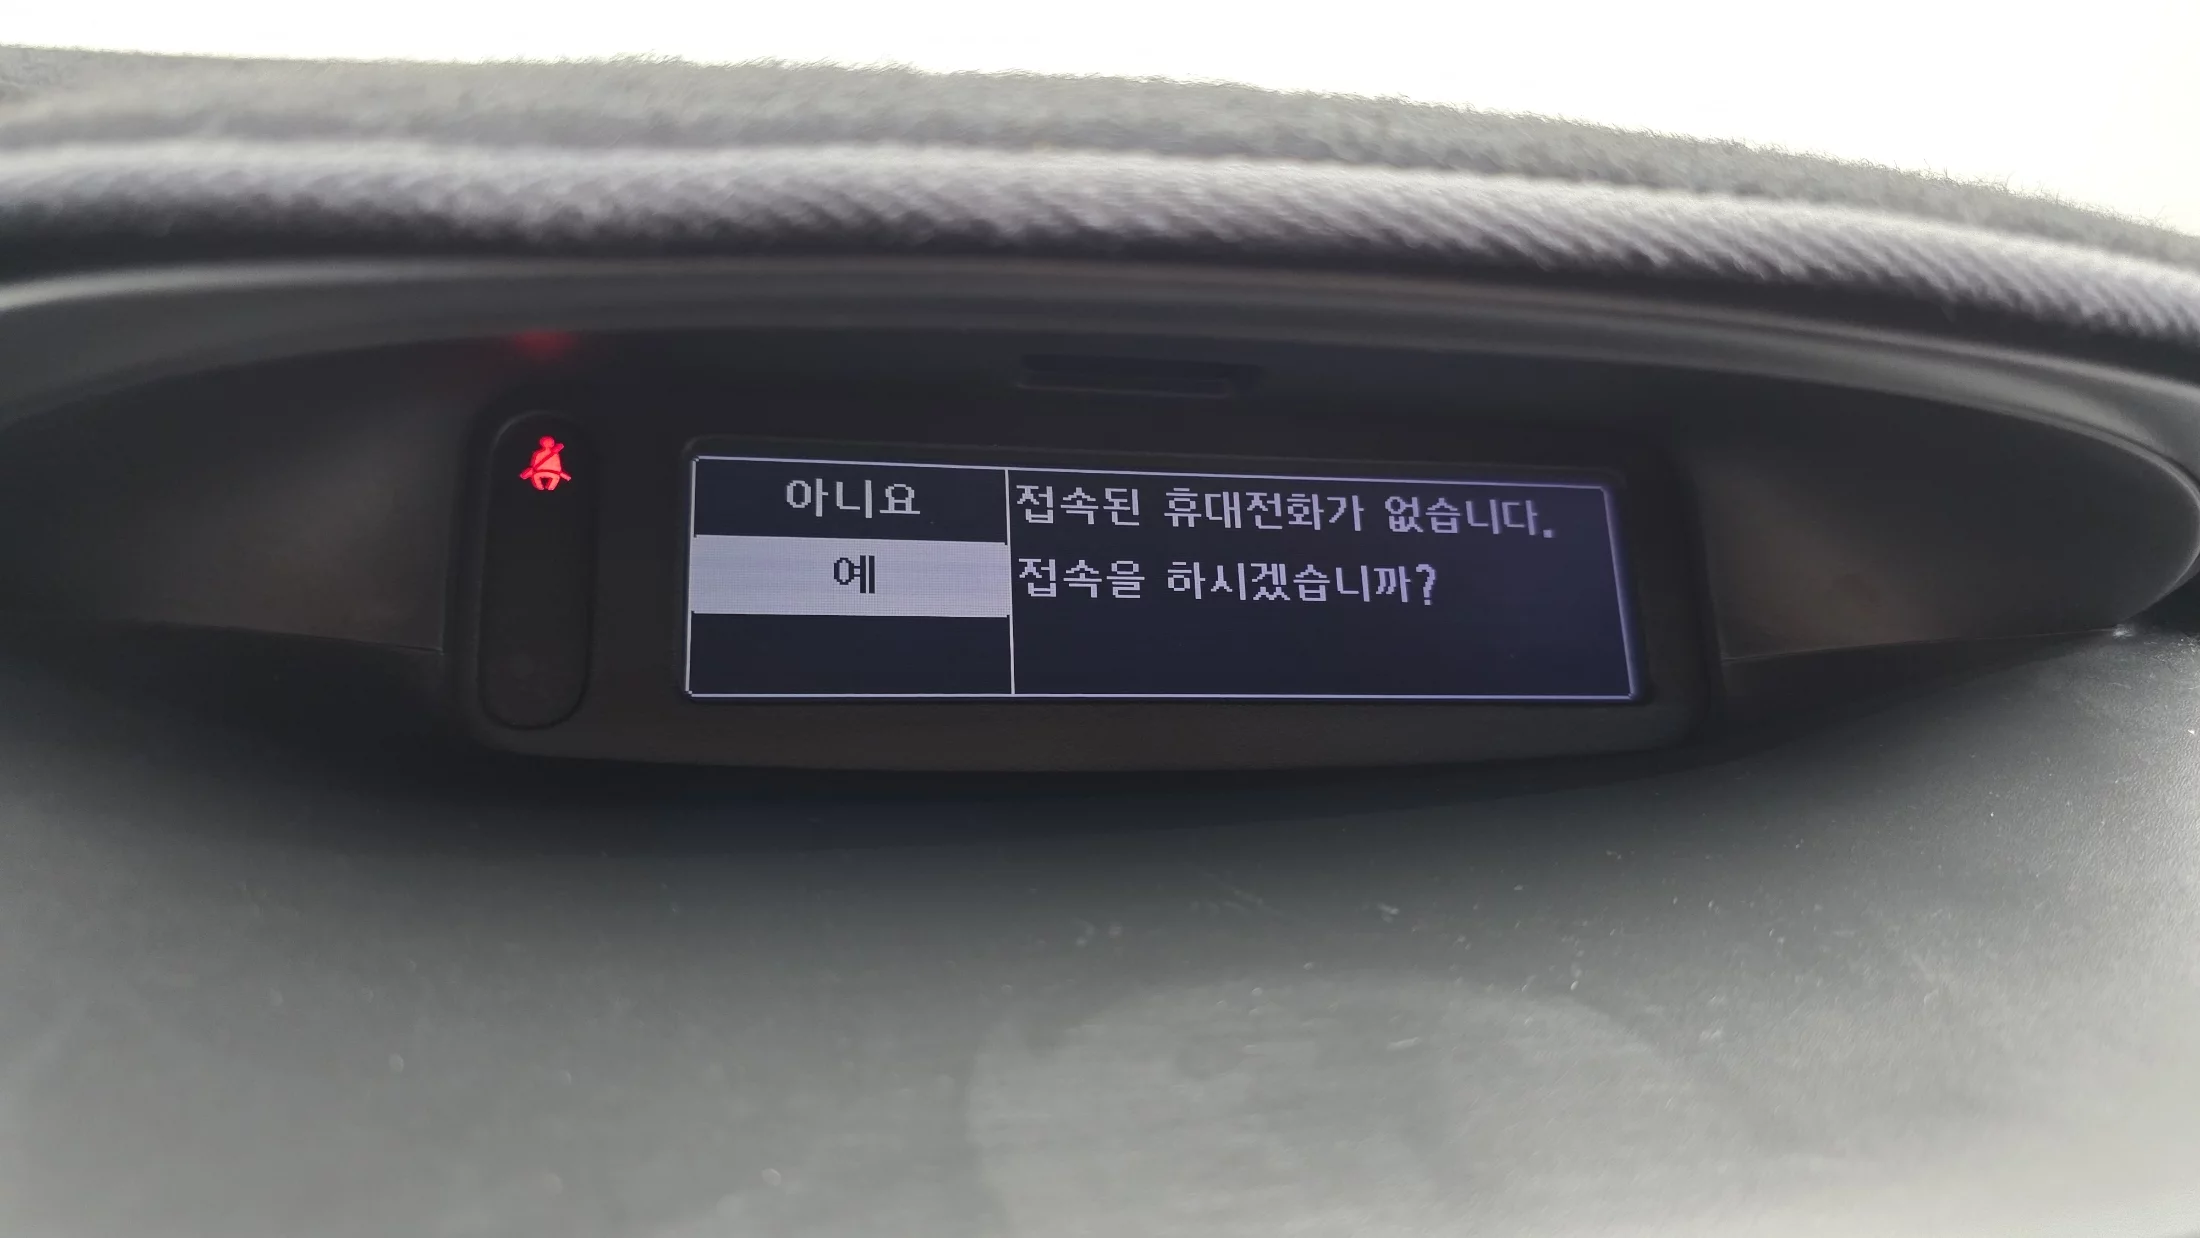 아니요
예
접속된 휴대전화가 없습니다.
접속을 하시겠습니까?